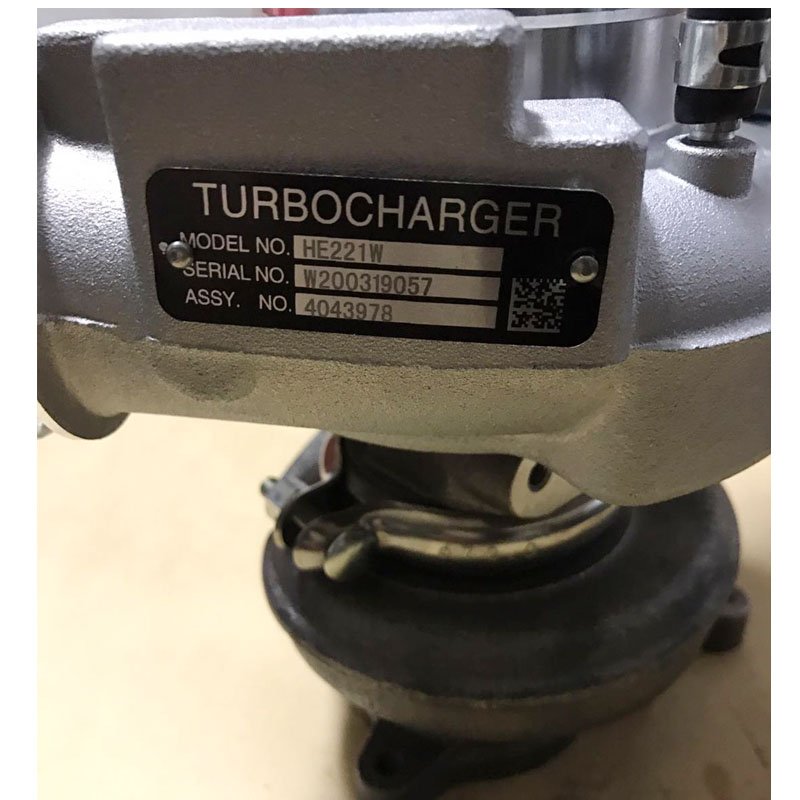 TURBOCHARGER
MODEL NO. HE221W
SERIAL NO. W200319057
ASSY. NO. 4043978